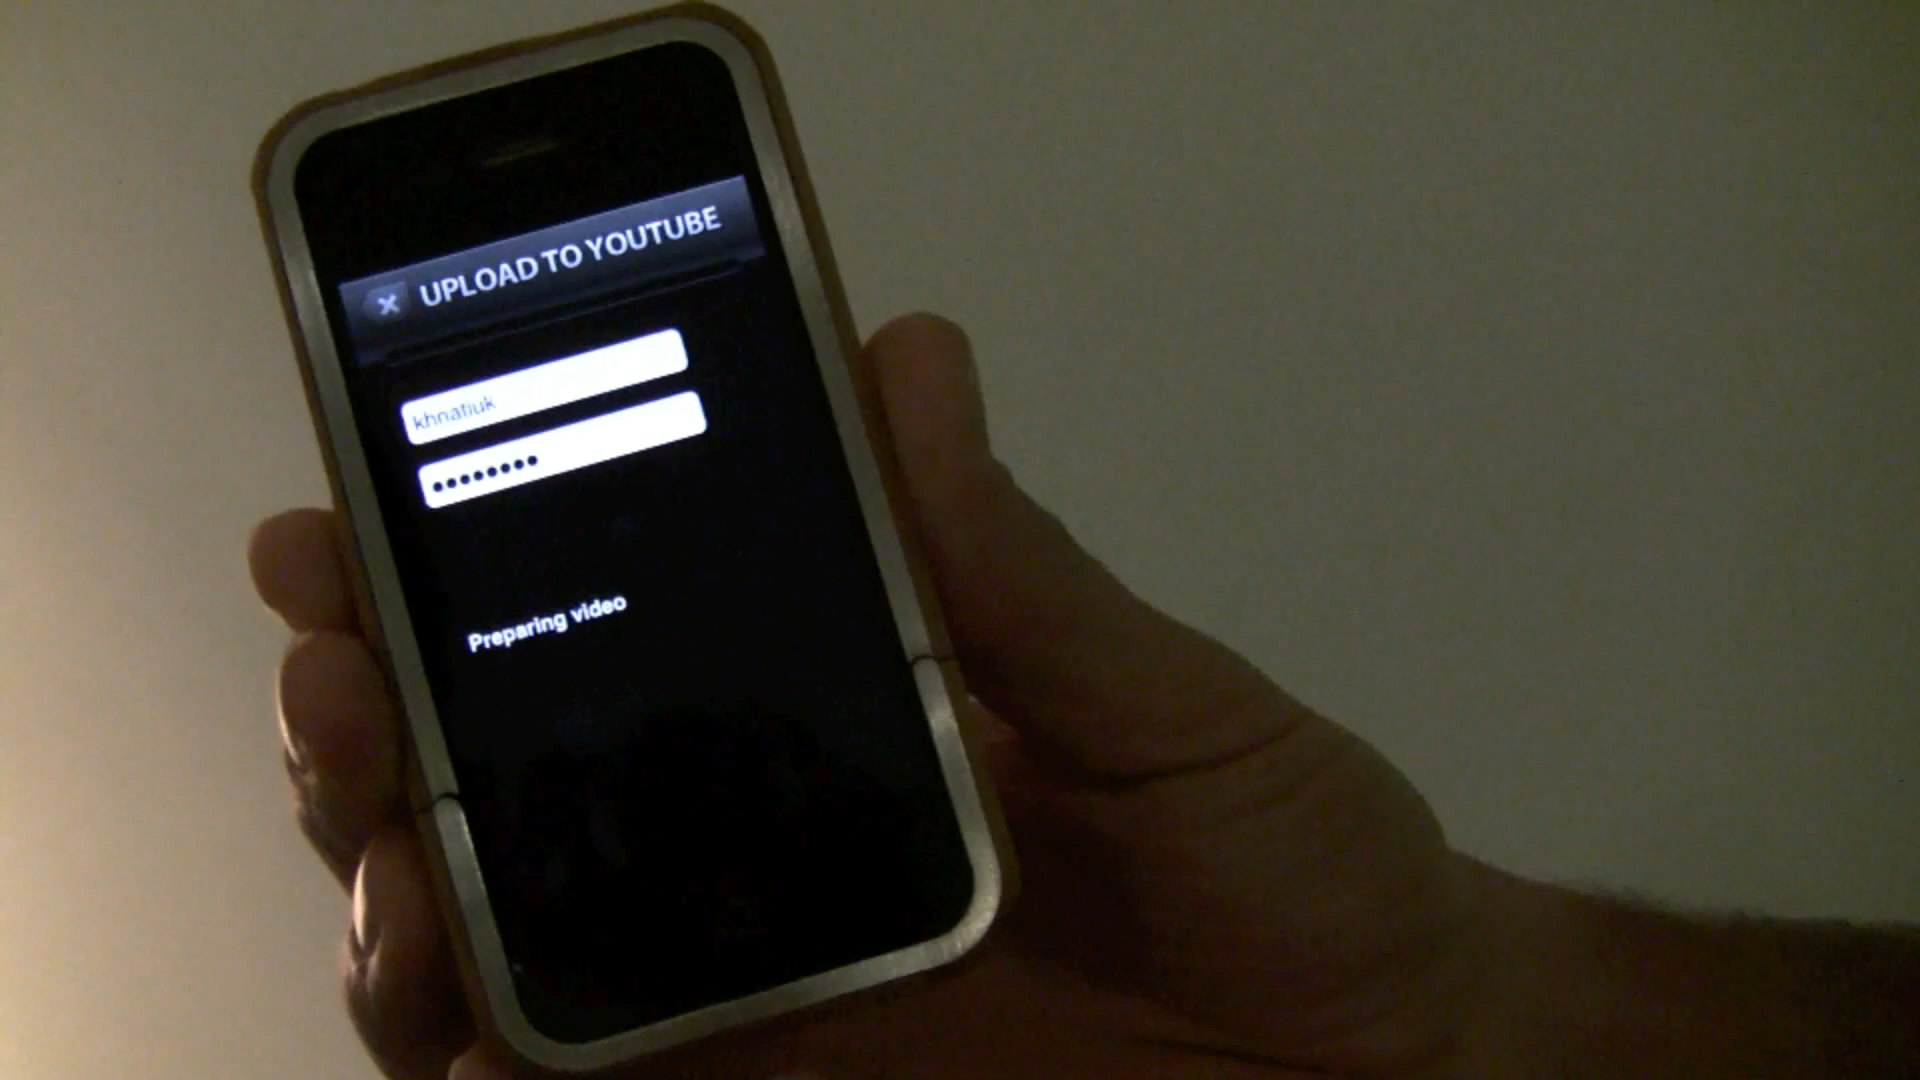 UPLOAD TO YOUTUBE
khnatiuk
••••••••
Preparing video